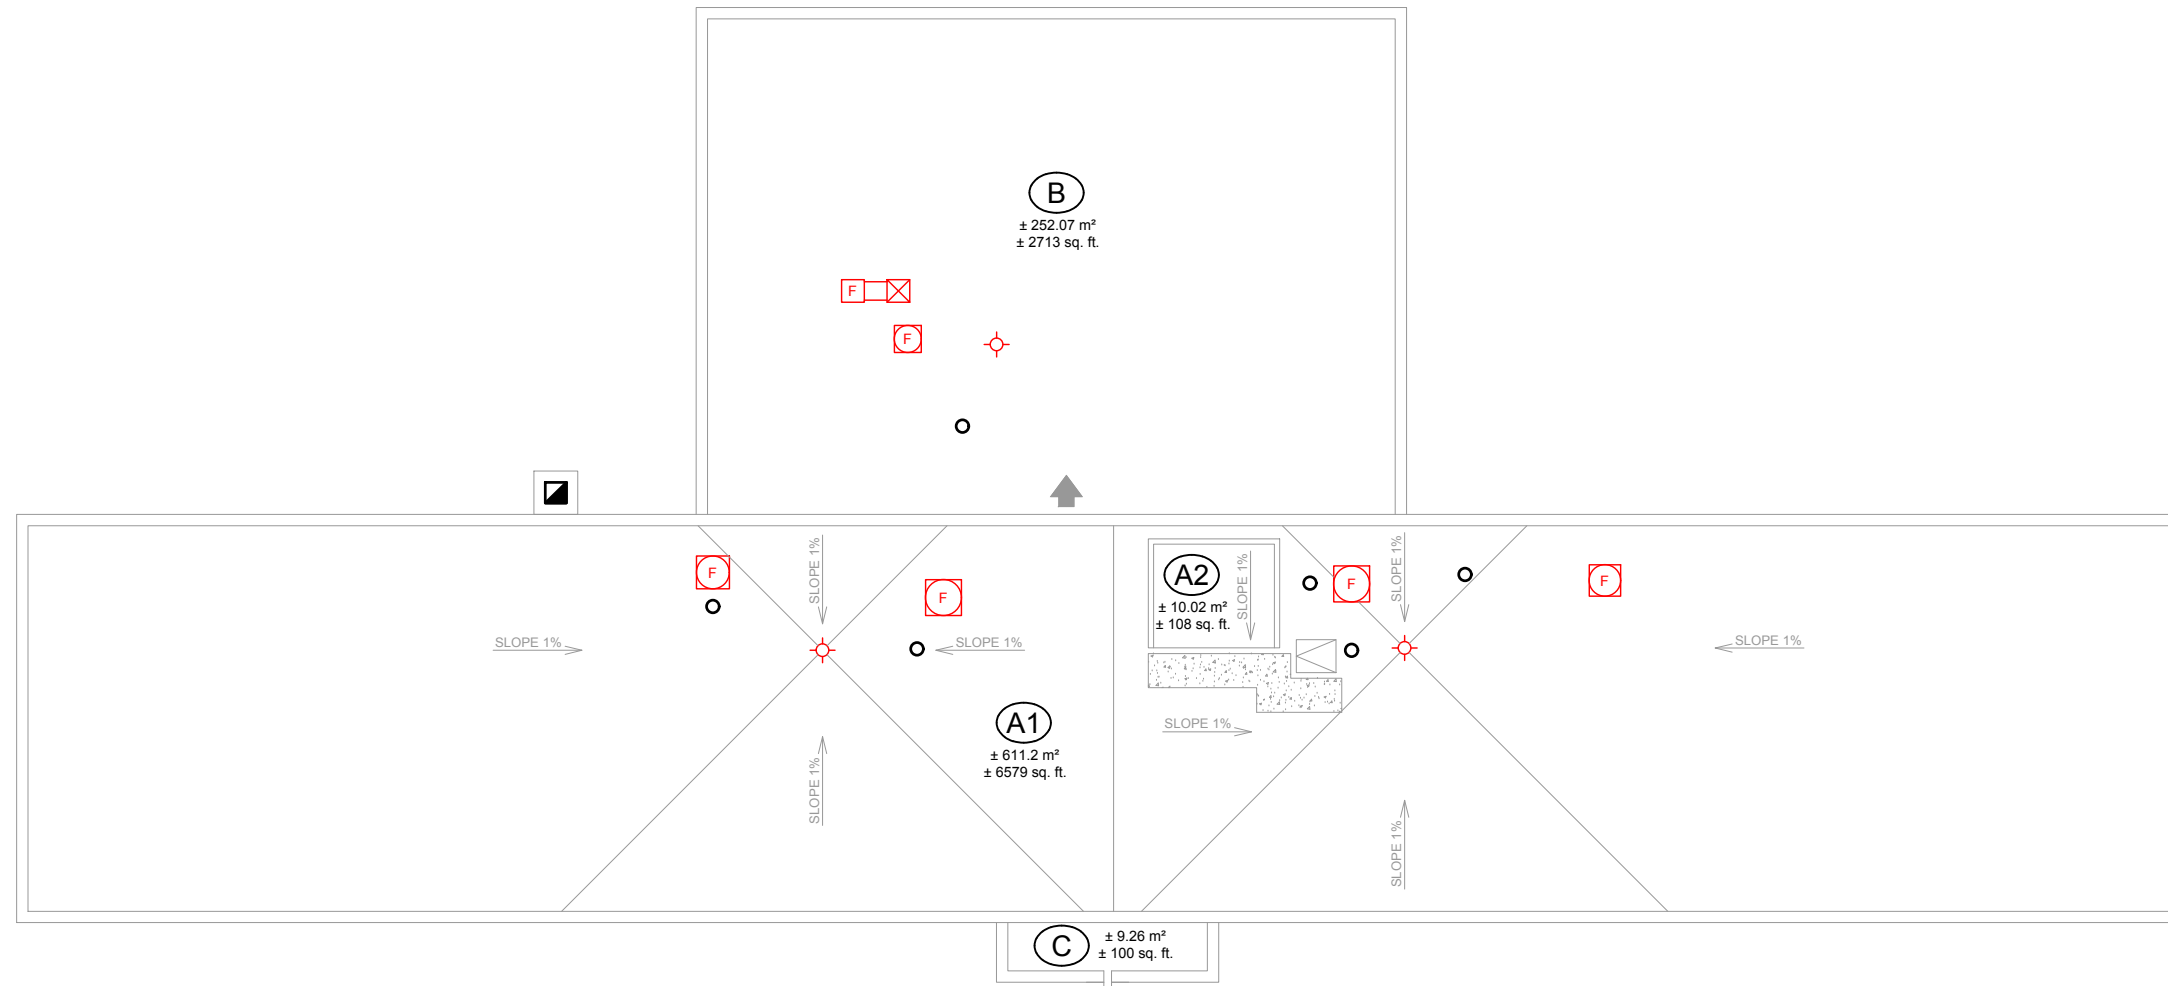 B
± 252.07 m²
± 2713 sq. ft.
F
F
SLOPE 1%
SLOPE 1%
SLOPE 1%
F
F
A2
± 10.02 m²
± 108 sq. ft.
F
F
SLOPE 1%
SLOPE 1%
SLOPE 1%
A1
± 611.2 m²
± 6579 sq. ft.
SLOPE 1%
SLOPE 1%
SLOPE 1%
C
± 9.26 m²
± 100 sq. ft.